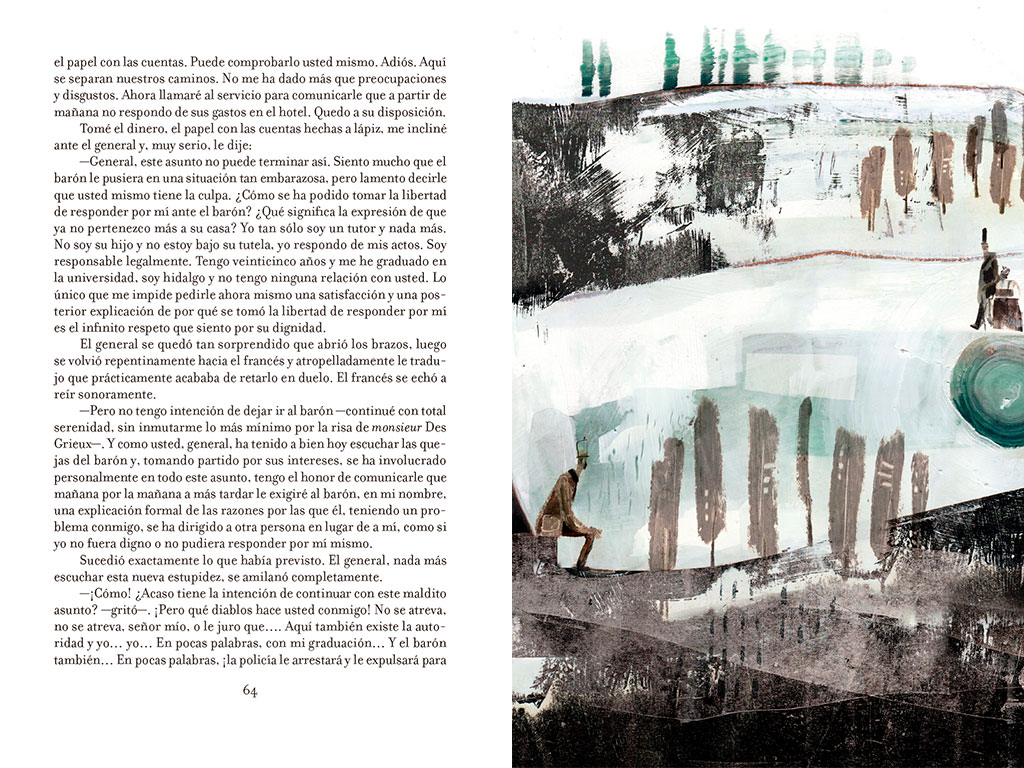 el papel con las cuentas. Puede comprobarlo usted mismo. Adiós. Aquí
se separan nuestros caminos. No me ha dado más que preocupaciones
y disgustos. Ahora llamaré al servicio para comunicarle que a partir de
mañana no respondo de sus gastos en el hotel. Quedo a su disposición.
Tomé el dinero, el papel con las cuentas hechas a lápiz, me incliné
ante el general y, muy serio, le dije:
—General, este asunto no puede terminar así. Siento mucho que el
barón le pusiera en una situación tan embarazosa, pero lamento decirle
que usted mismo tiene la culpa. ¿Cómo se ha podido tomar la libertad
de responder por mí ante el barón? ¿Qué significa la expresión de que
ya no pertenezco más a su casa? Yo tan sólo soy un tutor y nada más.
No soy su hijo y no estoy bajo su tutela, yo respondo de mis actos. Soy
responsable legalmente. Tengo veinticinco años y me he graduado en
la universidad, soy hidalgo y no tengo ninguna relación con usted. Lo
único que me impide pedirle ahora mismo una satisfacción y una pos-
terior explicación de por qué se tomó la libertad de responder por mí
es el infinito respeto que siento por su dignidad.
El general se quedó tan sorprendido que abrió los brazos, luego
se volvió repentinamente hacia el francés y atropelladamente le tradu-
jo que prácticamente acababa de retarlo en duelo. El francés se echó a
reír sonoramente.
—Pero no tengo intención de dejar ir al barón —continué con total
serenidad, sin inmutarme lo más mínimo por la risa de monsieur Des
Grieux—. Y como usted, general, ha tenido a bien hoy escuchar las que-
jas del barón y, tomando partido por sus intereses, se ha involucrado
personalmente en todo este asunto, tengo el honor de comunicarle que
mañana por la mañana a más tardar le exigiré al barón, en mi nombre,
una explicación formal de las razones por las que él, teniendo un pro-
blema conmigo, se ha dirigido a otra persona en lugar de a mí, como si
yo no fuera digno o no pudiera responder por mí mismo.
Sucedió exactamente lo que había previsto. El general, nada más
escuchar esta nueva estupidez, se amilanó completamente.
—¡Cómo! ¿Acaso tiene la intención de continuar con este maldito
asunto? —gritó—. ¡Pero qué diablos hace usted conmigo! No se atreva,
no se atreva, señor mío, o le juro que.... Aquí también existe la auto-
ridad y yo... yo... En pocas palabras, con mi graduación... Y el barón
también... En pocas palabras, ¡la policía le arrestará y le expulsará para
64